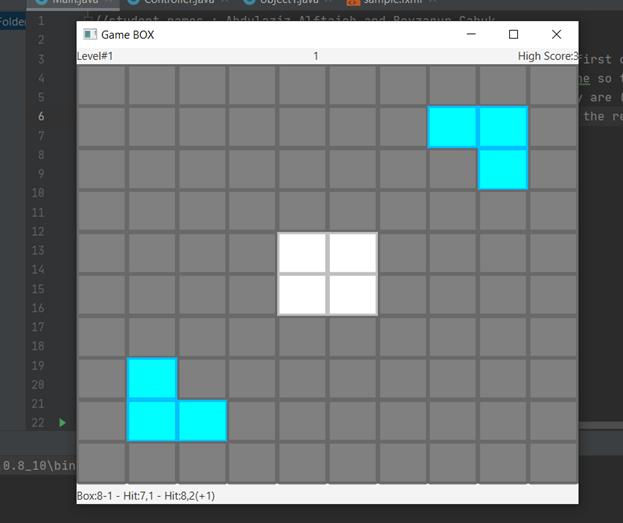 Main.java Controller.java Object1.java sample.fxml
Folder
//student names : Abdulaziz Alftaieh and Beyzanun Cabuk
Game BOX
Level#1 1 High Score:3
1
2
3
4
5
6
7
8
9
10
11
12
13
14
15
16
17
18
19
20
21
22
first
so
are
the
0.8_10\bin
Box:8-1 - Hit:7,1 - Hit:8,2(+1)